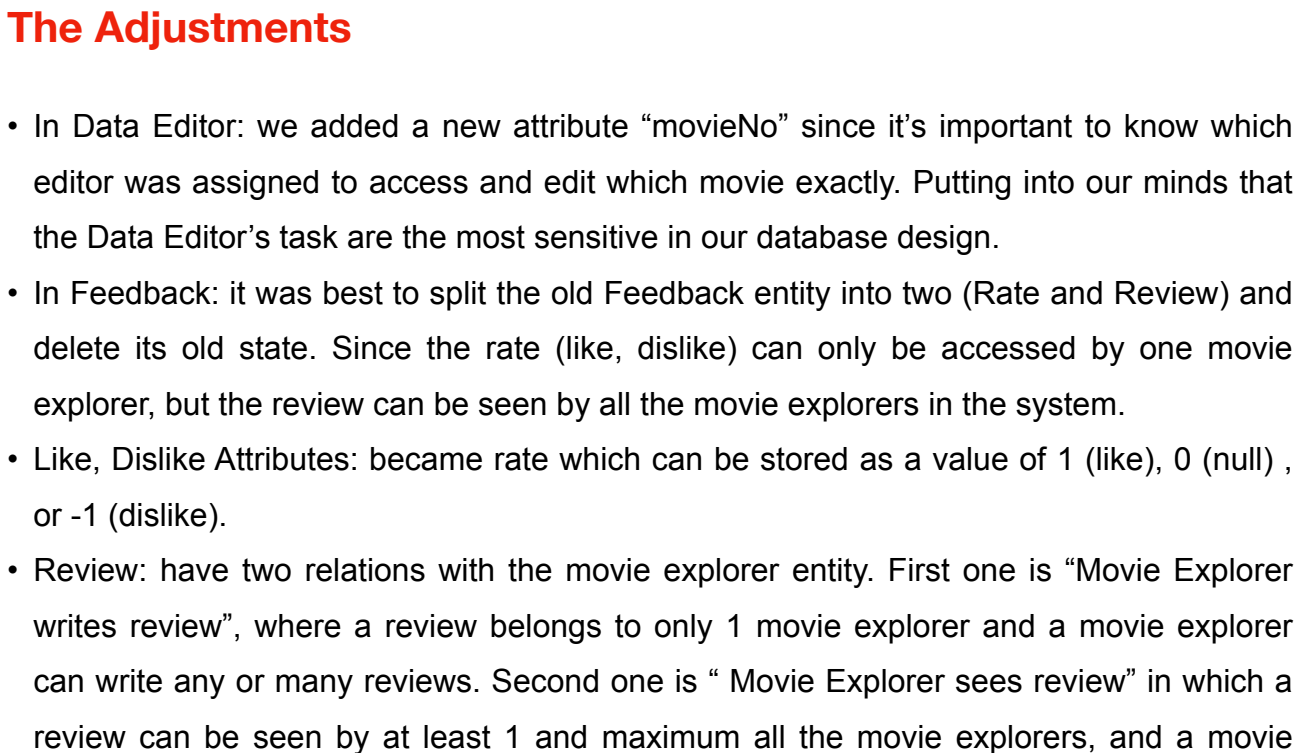 The Adjustments
• In Data Editor: we added a new attribute “movieNo” since it’s important to know which
editor was assigned to access and edit which movie exactly. Putting into our minds that
the Data Editor’s task are the most sensitive in our database design.
• In Feedback: it was best to split the old Feedback entity into two (Rate and Review) and
delete its old state. Since the rate (like, dislike) can only be accessed by one movie
explorer, but the review can be seen by all the movie explorers in the system.
• Like, Dislike Attributes: became rate which can be stored as a value of 1 (like), 0 (null) ,
or -1 (dislike).
• Review: have two relations with the movie explorer entity. First one is “Movie Explorer
writes review”, where a review belongs to only 1 movie explorer and a movie explorer
can write any or many reviews. Second one is “ Movie Explorer sees review” in which a
review can be seen by at least 1 and maximum all the movie explorers, and a movie